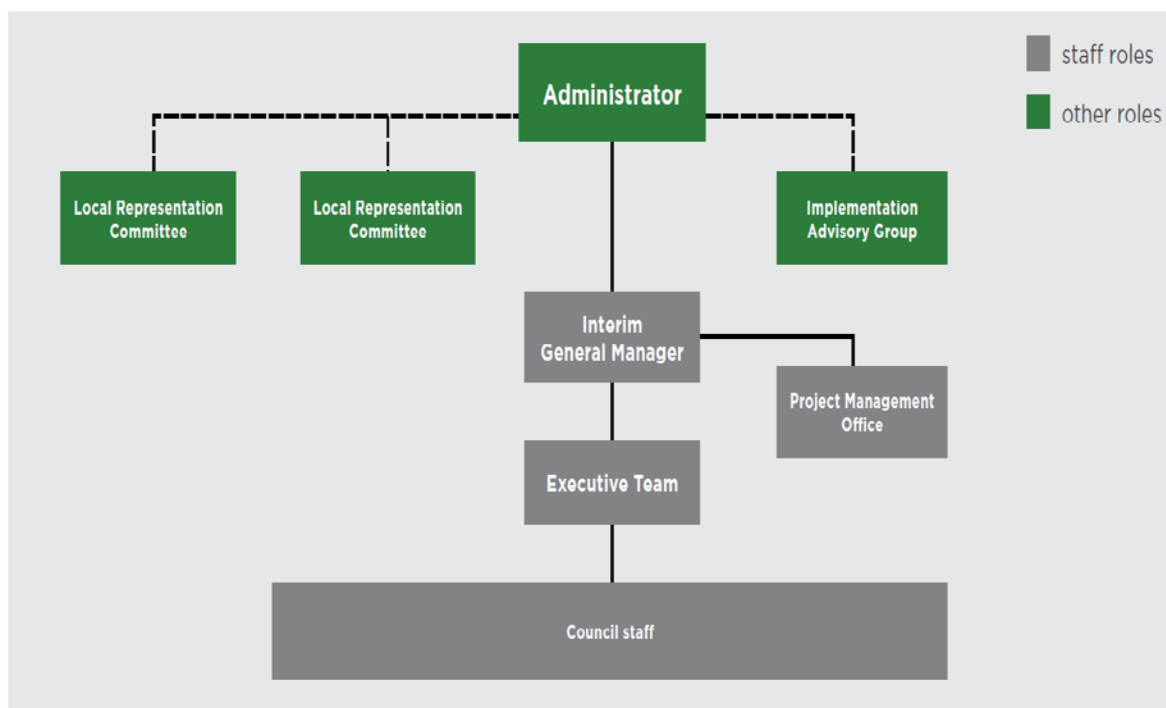 staff roles
other roles
Administrator
Local Representation
Committee
Local Representation
Committee
Implementation
Advisory Group
Interim
General Manager
Project Management
Office
Executive Team
Council staff